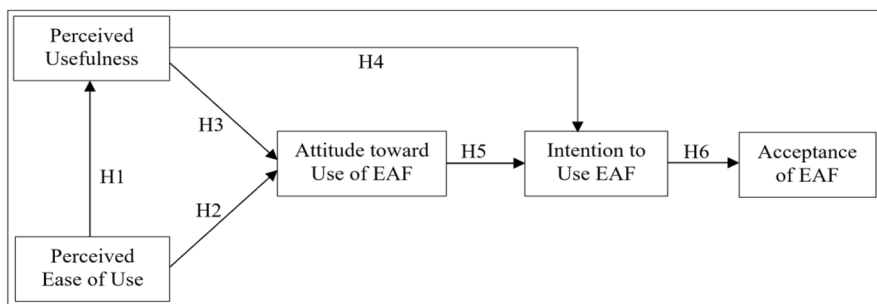 Perceived
Usefulness
H4
H3
Attitude toward
Use of EAF
H5
Intention to
Use EAF
H6
Acceptance
of EAF
H1
H2
Perceived
Ease of Use